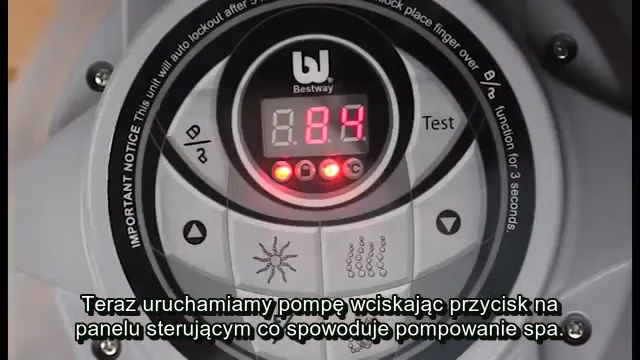 IMPORTANT NOTICE This unit will auto lockout after 5
lock place finger over
function for 3 seconds.
Bestway
84
Test
°C
Teraz uruchamiamy pompę wciskając przycisk na
panelu sterującym co spowoduje pompowanie spa.